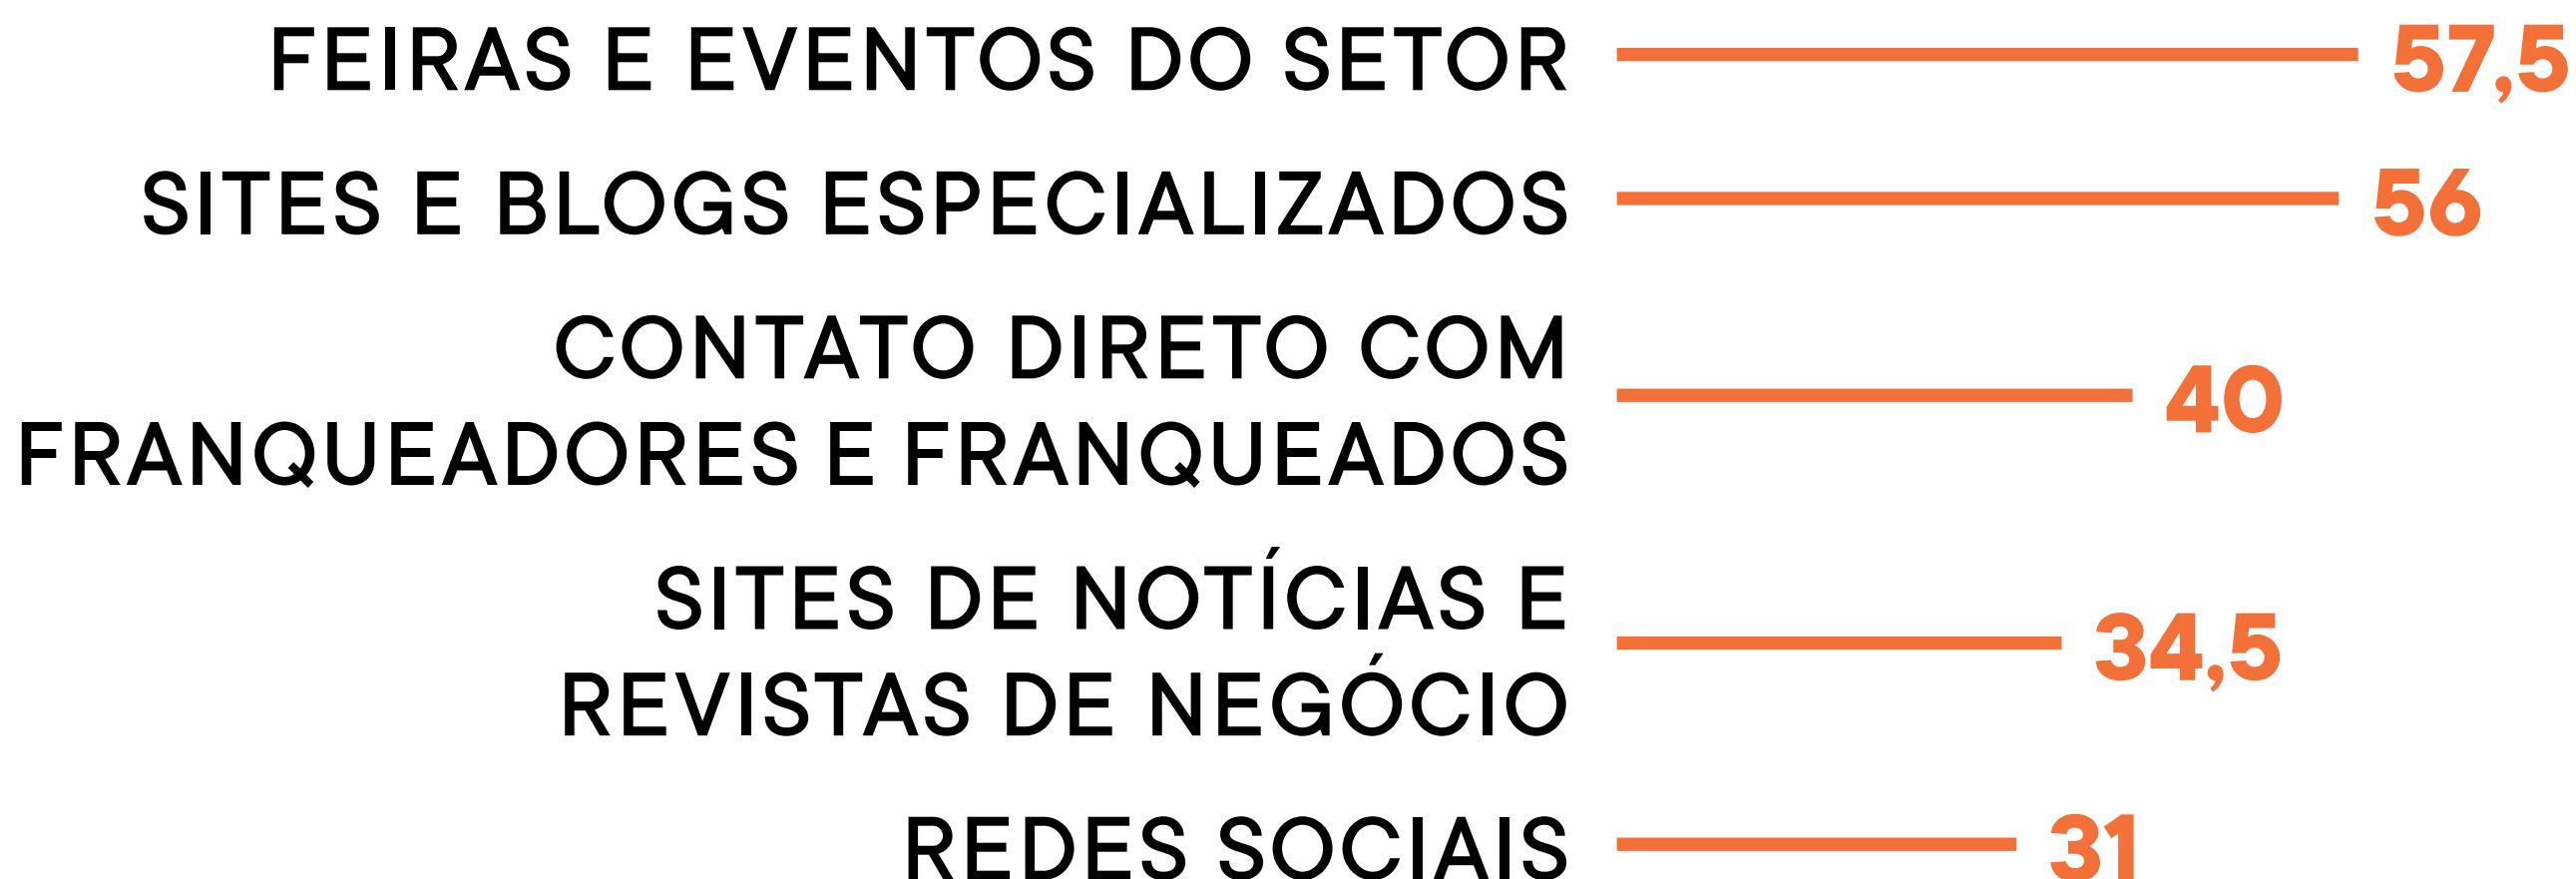 FEIRAS E EVENTOS DO SETOR 57,5
SITES E BLOGS ESPECIALIZADOS 56
CONTATO DIRETO COM
FRANQUEADORES E FRANQUEADOS 40
SITES DE NOTÍCIAS E
REVISTAS DE NEGÓCIO 34,5
REDES SOCIAIS 31